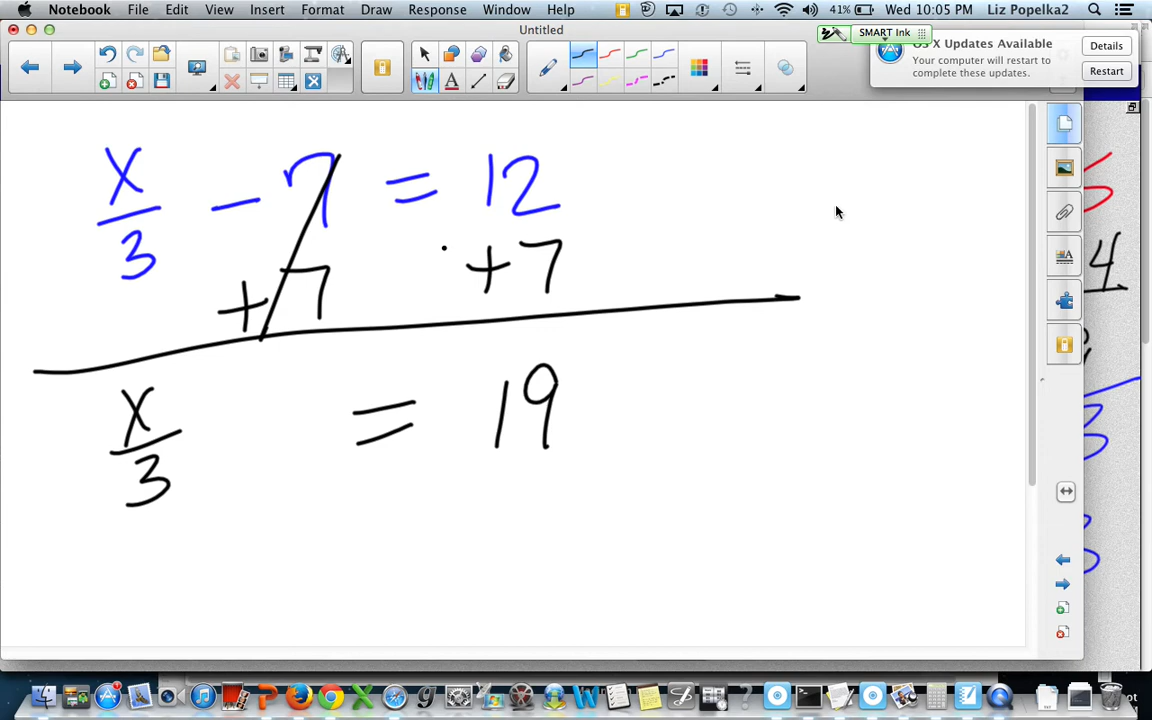 Notebook File Edit View Insert Format Draw Response Window Help 41% Wed 10:05 PM Liz Popelka2
Untitled
SMART Ink
OS X Updates Available
Your computer will restart to
complete these updates.
Details
Restart
x/3 - 7 = 12
+7 +7
x/3 = 19
4